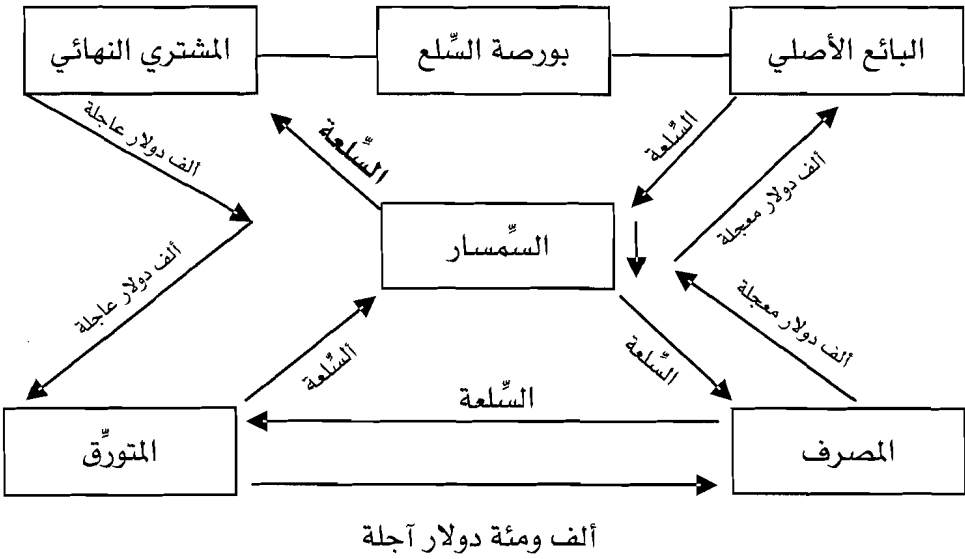 البائع الأصلي
بورصة السِّلع
المشتري النهائي
السِّلعة
ألف دولار معجلة
السِّلعة
ألف دولار عاجلة
السِّمسار
ألف دولار معجلة
السِّلعة
السِّلعة
ألف دولار عاجلة
السِّلعة
المصرف
المتورِّق
ألف ومئة دولار آجلة